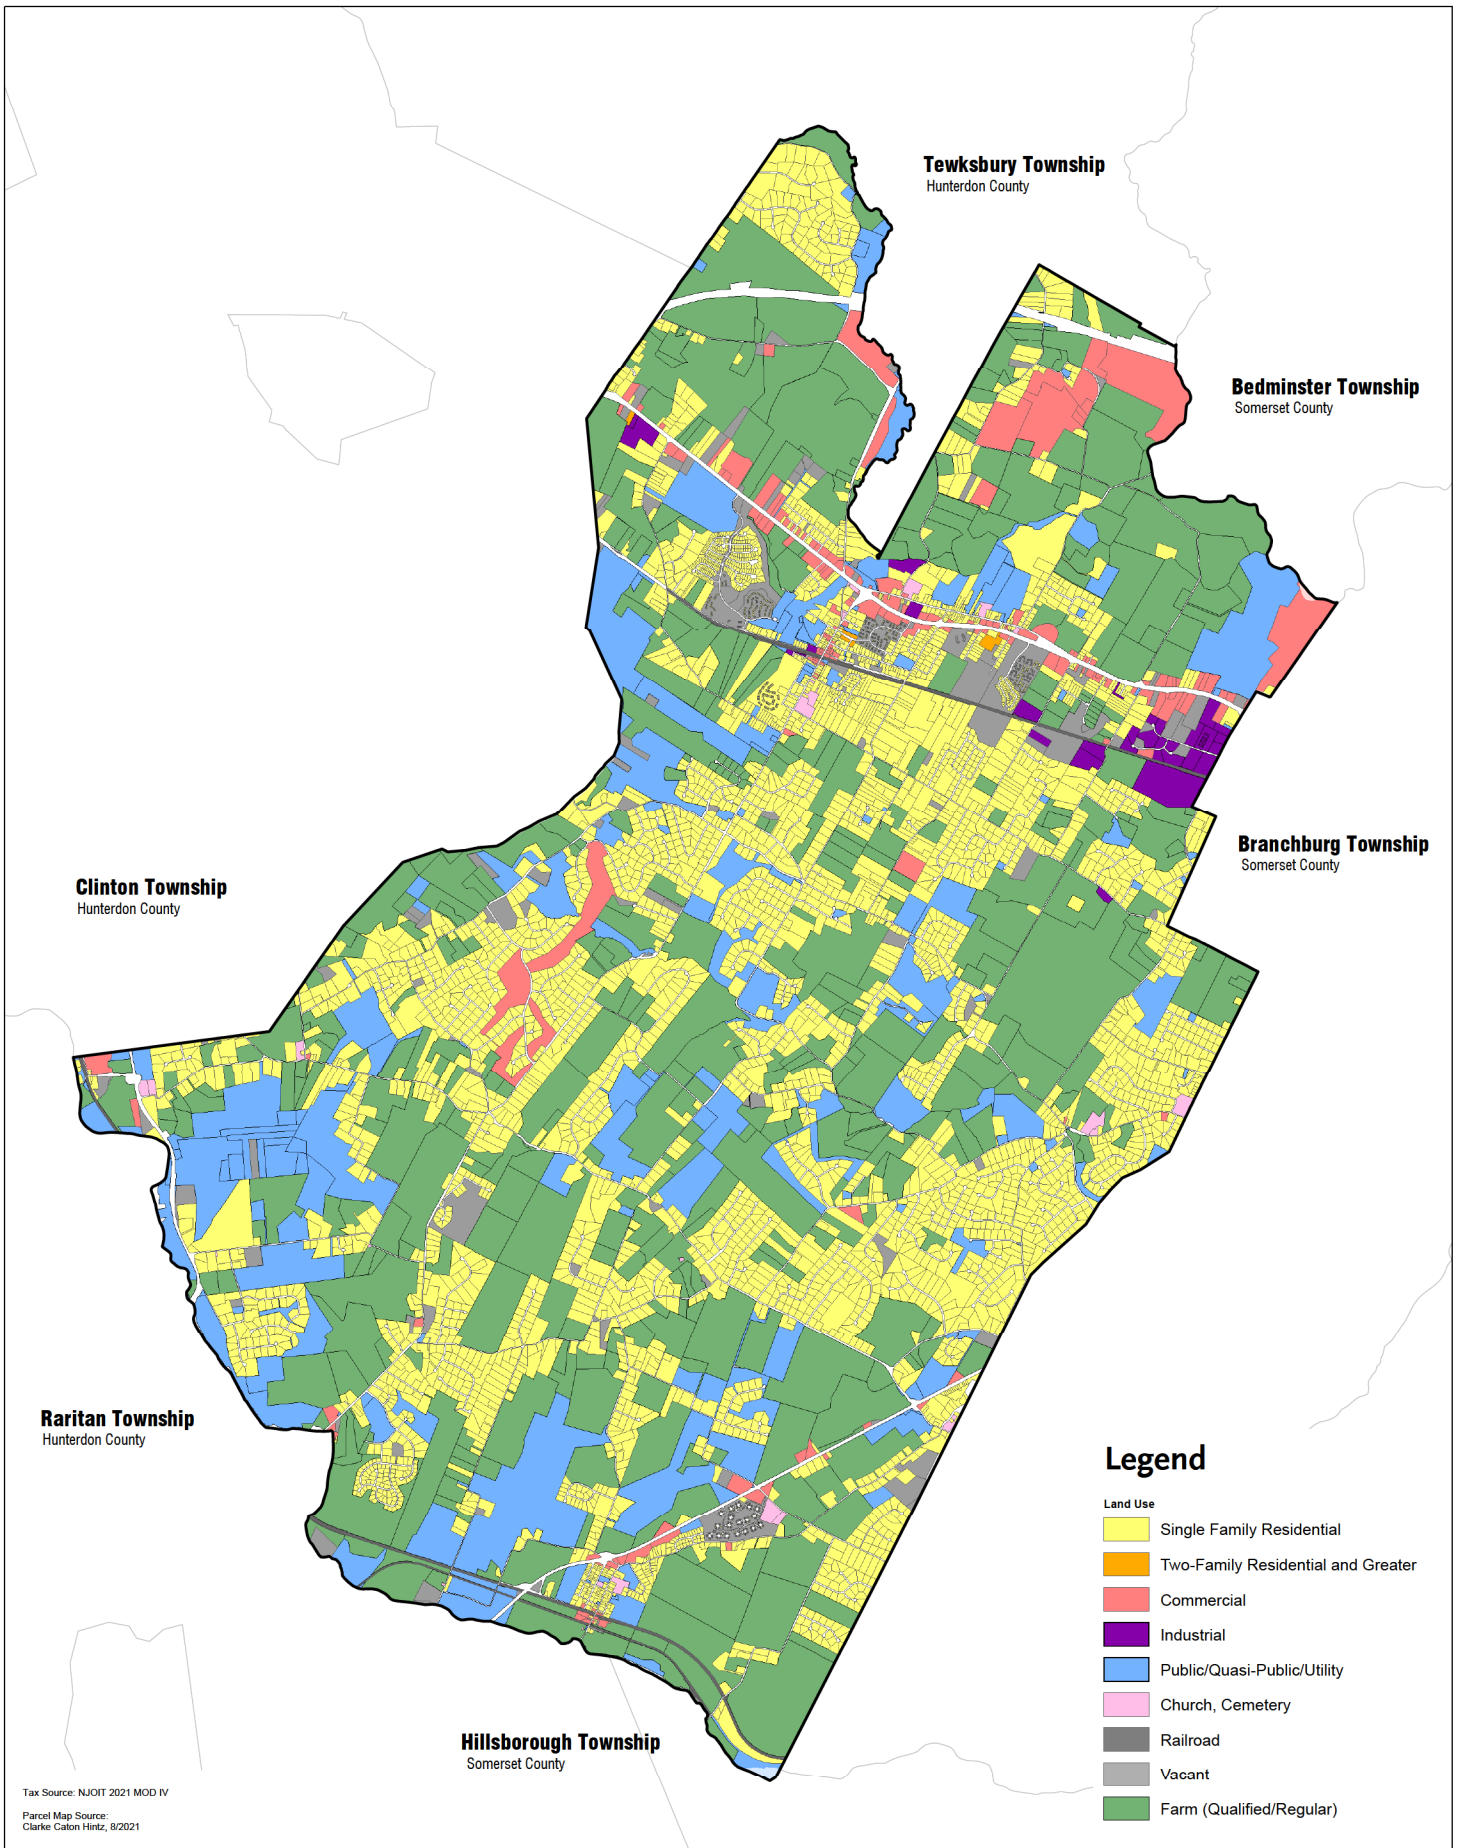 Tewksbury Township
Hunterdon County
Bedminster Township
Somerset County
Branchburg Township
Somerset County
Clinton Township
Hunterdon County
Raritan Township
Hunterdon County
Hillsborough Township
Somerset County
Legend
Land Use
Single Family Residential
Two-Family Residential and Greater
Commercial
Industrial
Public/Quasi-Public/Utility
Church, Cemetery
Railroad
Vacant
Farm (Qualified/Regular)
Tax Source: NJOIT 2021 MOD IV
Parcel Map Source:
Clarke Caton Hintz, 8/2021